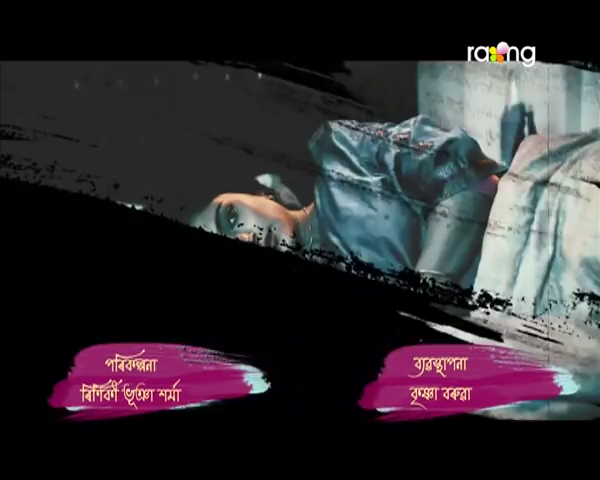 rang
পৰিকল্পনা
ৰিণিকী ভূঞা শৰ্মা
ব্যৱস্থাপনা
কৃষ্ণা বৰুৱা